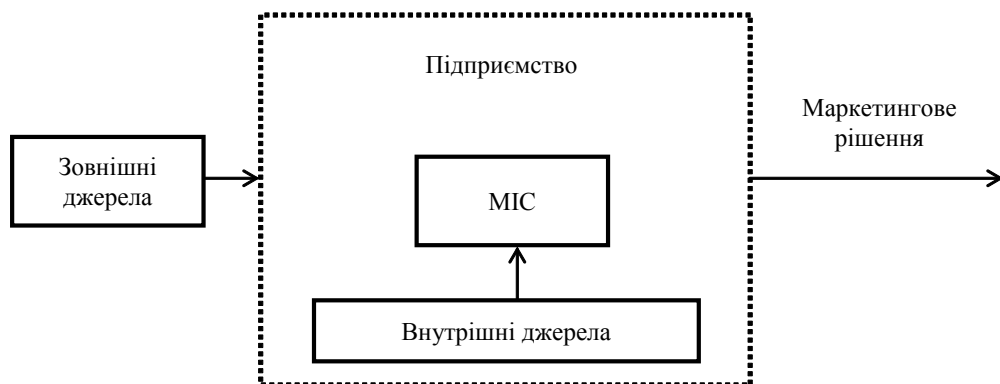 Підприємство
Маркетингове
рішення
Зовнішні
джерела
МІС
Внутрішні джерела